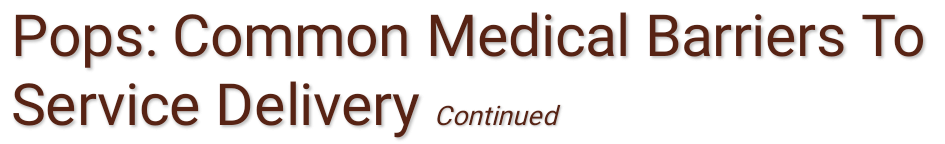 Pops: Common Medical Barriers To
Service Delivery Continued